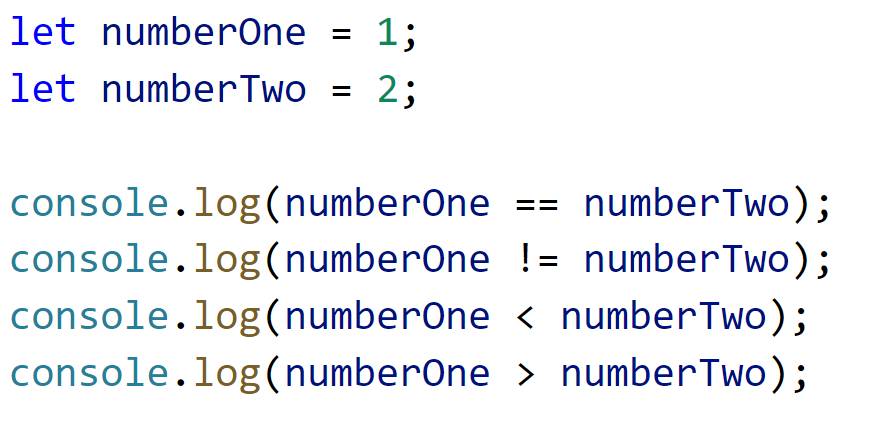 let numberOne = 1;
let numberTwo = 2;
console.log(numberOne == numberTwo);
console.log(numberOne != numberTwo);
console.log(numberOne < numberTwo);
console.log(numberOne > numberTwo);